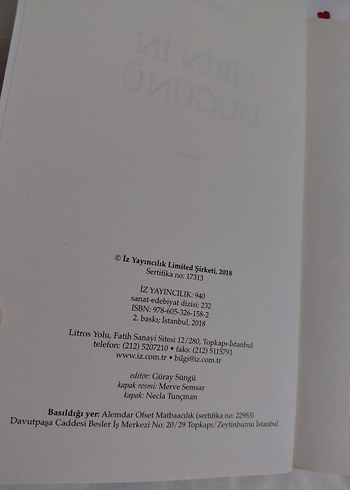 ŞİRİN'İN
DÜĞÜNÜ
© İz Yayıncılık Limited Şirketi, 2018
Sertifika no: 17313
İZ YAYINCILIK: 940
sanat-edebiyat dizisi: 232
ISBN: 978-605-326-158-2
2. baskı; İstanbul, 2018
Litros Yolu, Fatih Sanayi Sitesi 12/280, Topkapı-İstanbul
telefon: (212) 5207210 • faks: (212) 5115791
www.iz.com.tr • bilgi@iz.com.tr
editör: Güray Süngü
kapak resmi: Merve Semsar
kapak: Necla Tunçman
Basıldığı yer: Alemdar Ofset Matbaacılık (sertifika no: 22953)
Davutpaşa Caddesi Besler İş Merkezi No: 20/29 Topkapı/Zeytinburnu İstanbul